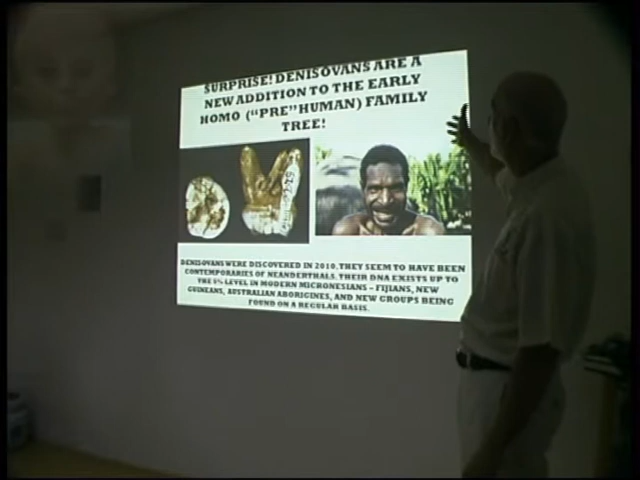 SURPRISE! DENISOVANS ARE A
NEW ADDITION TO THE EARLY
HOMO ("PRE"HUMAN) FAMILY
TREE!
DENISOVANS WERE DISCOVERED IN 2010. THEY SEEM TO HAVE BEEN
CONTEMPORARIES OF NEANDERTHALS. THEIR DNA EXISTS UP TO
THE 5% LEVEL IN MODERN MICRONESIANS – FIJIANS, NEW
GUINEANS, AUSTRALIAN ABORIGINES, AND NEW GROUPS BEING
FOUND ON A REGULAR BASIS.